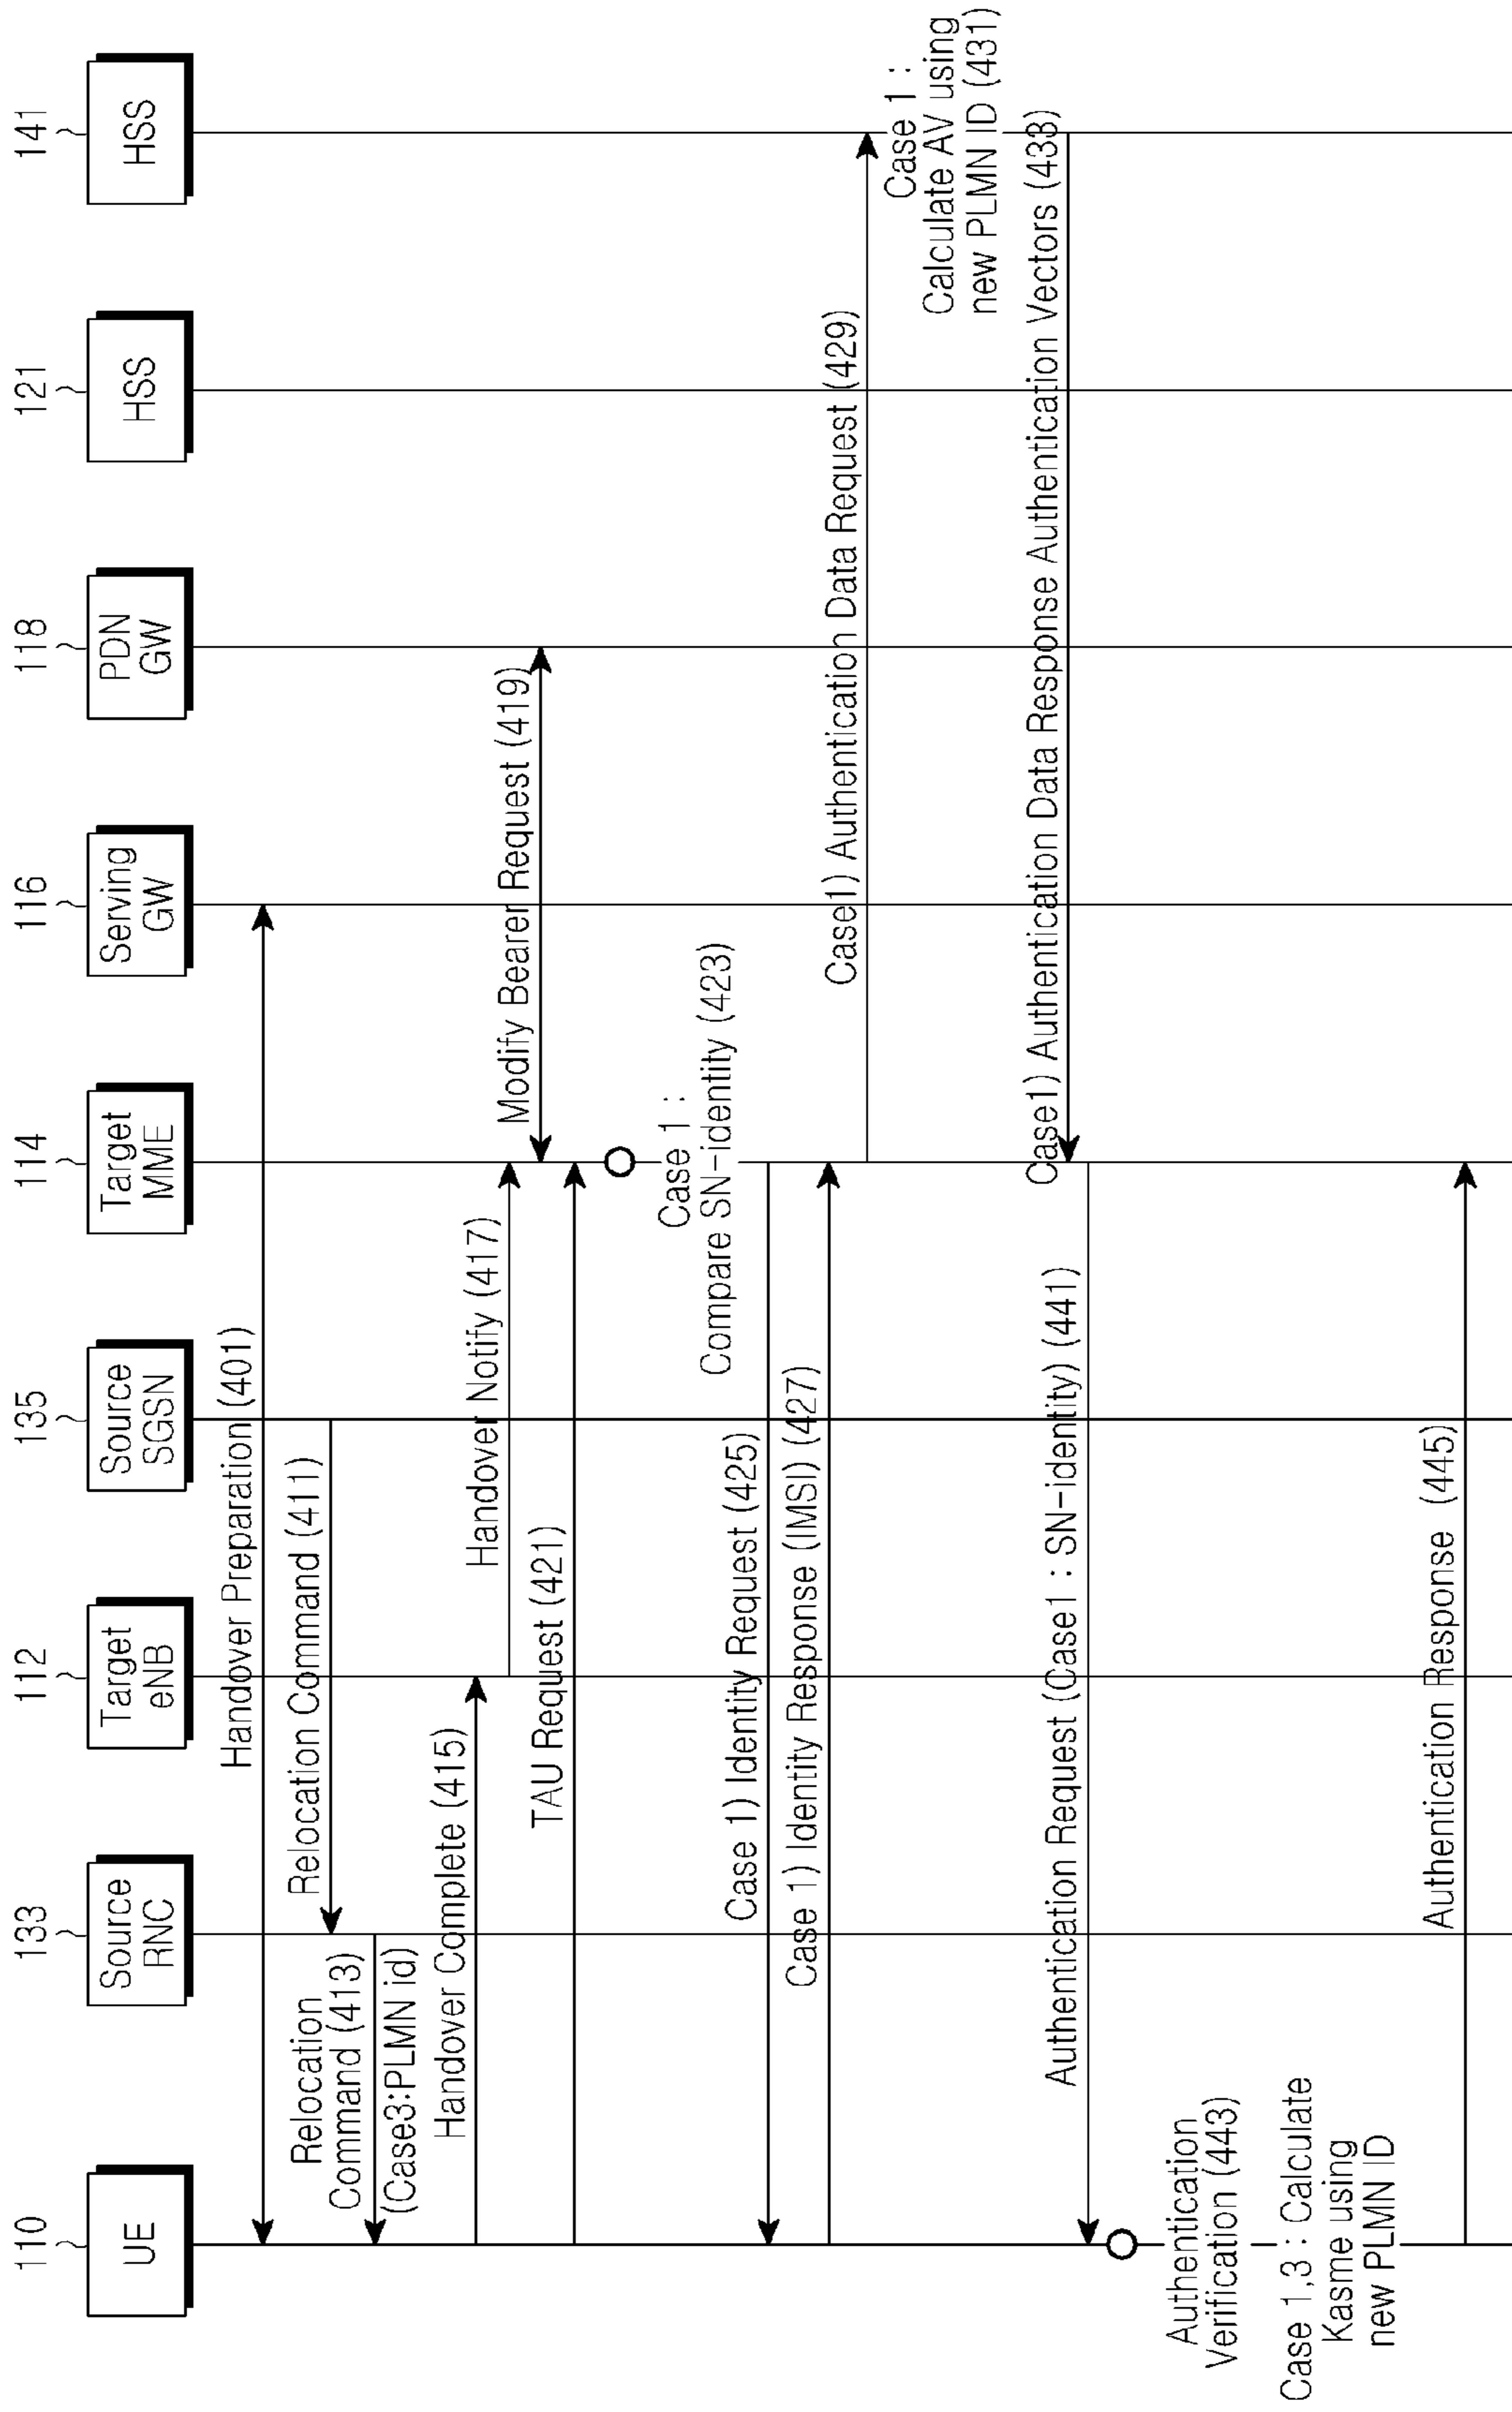 110
133
112
135
114
116
118
121
141
UE
Source
RNC
Target
eNB
Source
SGSN
Target
MME
Serving
GW
PDN
GW
HSS
HSS
Handover Preparation (401)
Relocation Command (411)
Relocation
Command (413)
(Case3:PLMN id)
Handover Complete (415)
Handover Notify (417)
Modify Bearer Request (419)
TAU Request (421)
Case 1 :
Compare SN-identity (423)
Case 1) Identity Request (425)
Case 1) Identity Response (IMSI) (427)
Case1) Authentication Data Request (429)
Case 1 :
Calculate AV using
new PLMN ID (431)
Case1) Authentication Data Response Authentication Vectors (433)
Authentication Request (Case1 : SN-identity) (441)
Authentication
Verification (443)
Case 1,3 : Calculate
Kasme using
new PLMN ID
Authentication Response (445)